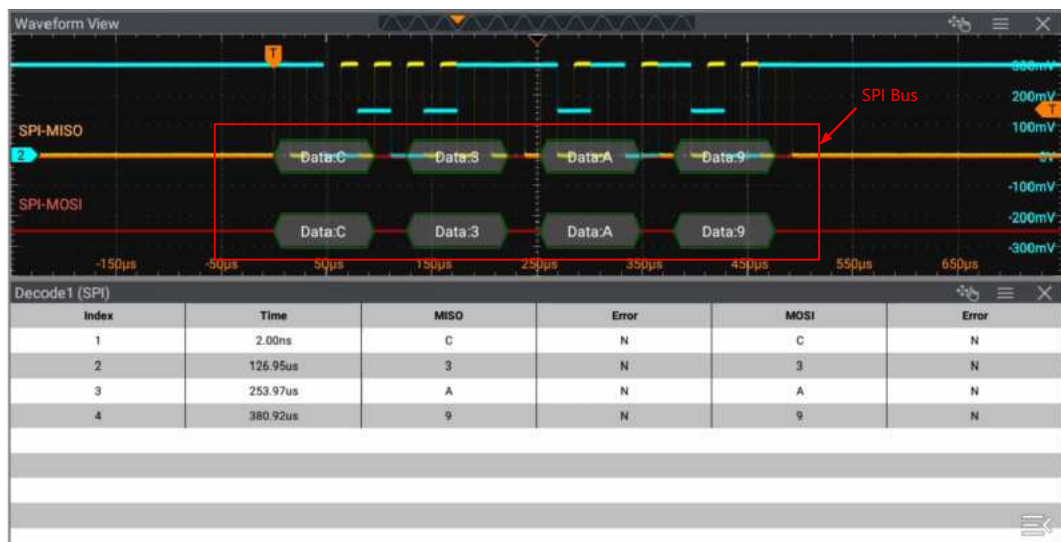 Waveform View
T
300mV
200mV
T
SPI Bus
100mV
SPI-MISO
2
Data:C Data:3 Data:A Data:9
0V
-100mV
SPI-MOSI
-200mV
Data:C Data:3 Data:A Data:9
-300mV
-150µs -50µs 50µs 150µs 250µs 350µs 450µs 550µs 650µs
Decode1 (SPI)
Index Time MISO Error MOSI Error
1 2.00ns C N C N
2 126.95us 3 N 3 N
3 253.97us A N A N
4 380.92us 9 N 9 N